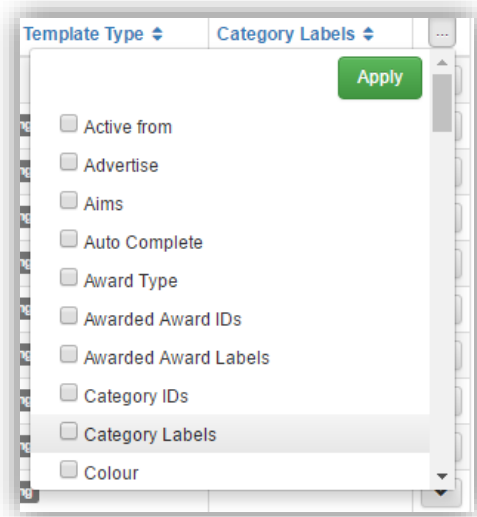 Template Type Category Labels ...
Apply
Active from
Advertise
Aims
Auto Complete
Award Type
Awarded Award IDs
Awarded Award Labels
Category IDs
Category Labels
Colour